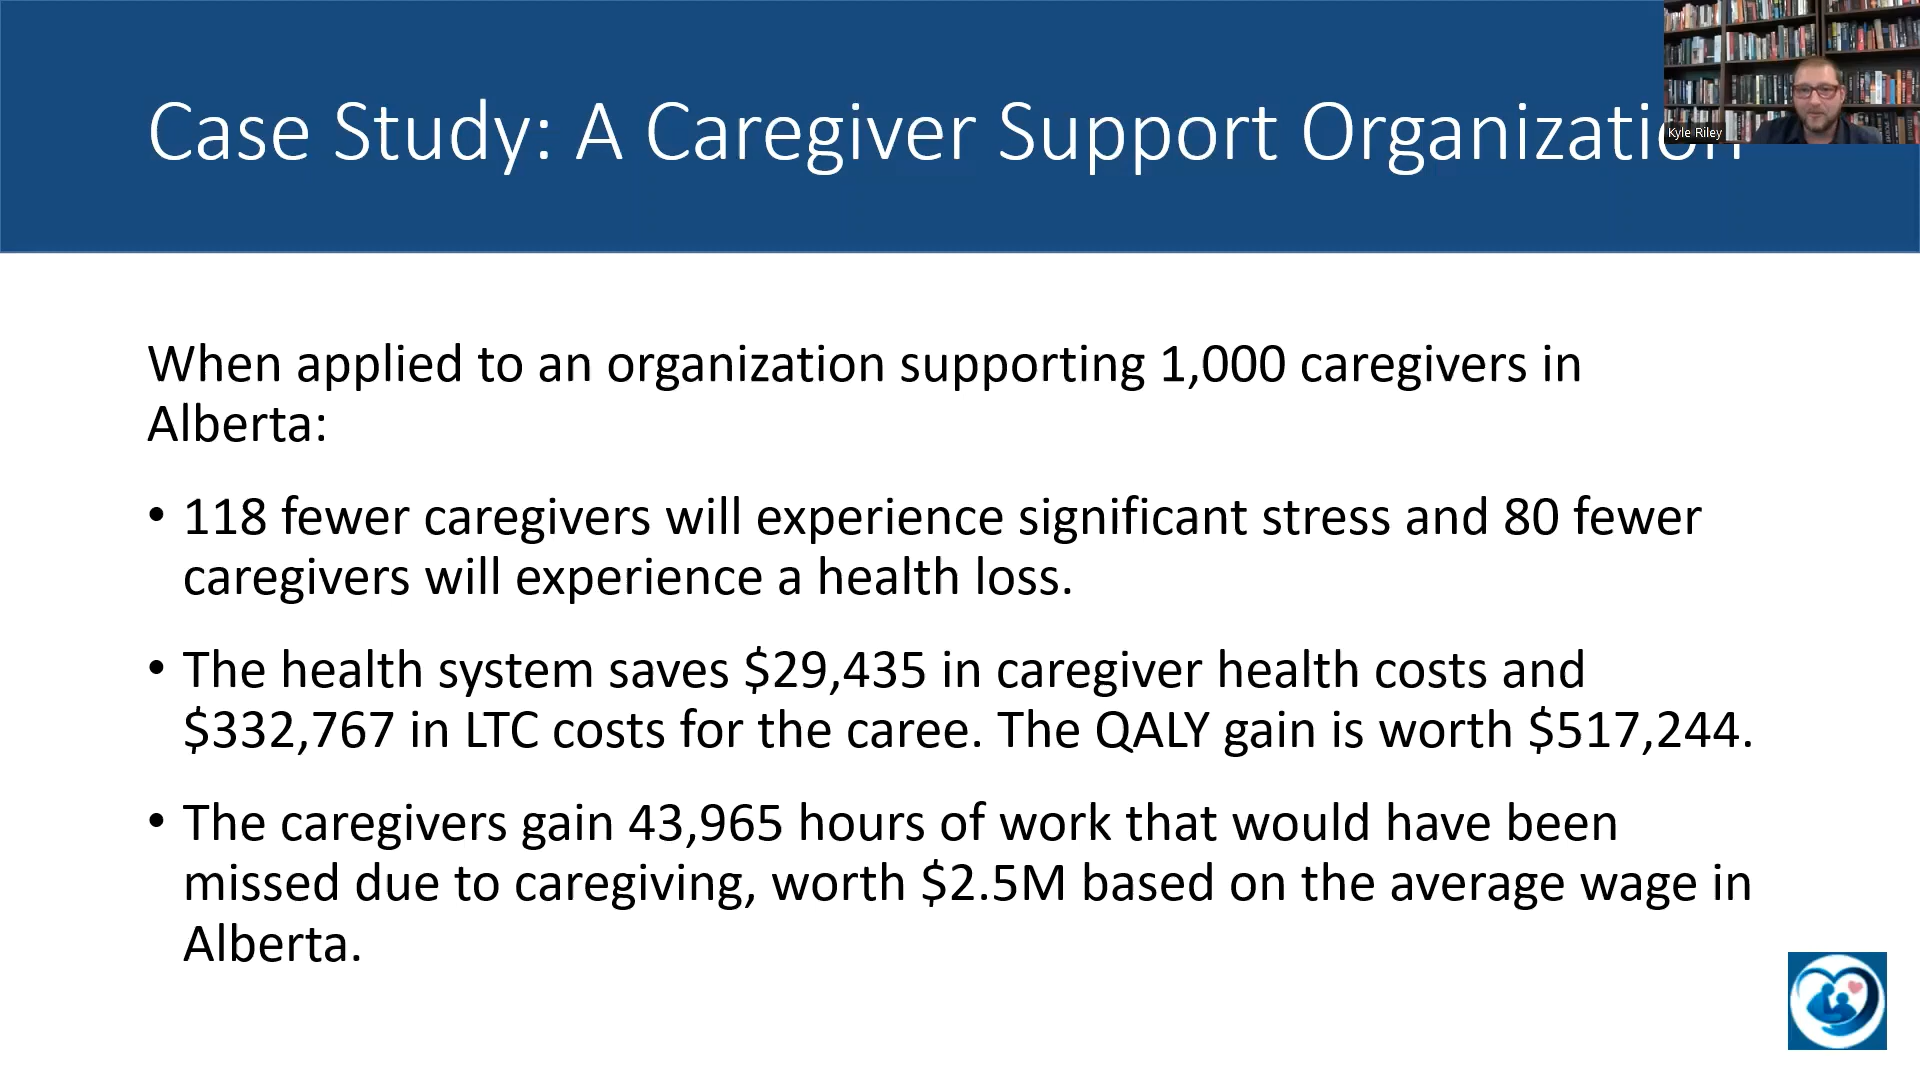 Case Study: A Caregiver Support Organization
Kyle Riley
When applied to an organization supporting 1,000 caregivers in
Alberta:
• 118 fewer caregivers will experience significant stress and 80 fewer
caregivers will experience a health loss.
• The health system saves $29,435 in caregiver health costs and
$332,767 in LTC costs for the caree. The QALY gain is worth $517,244.
• The caregivers gain 43,965 hours of work that would have been
missed due to caregiving, worth $2.5M based on the average wage in
Alberta.